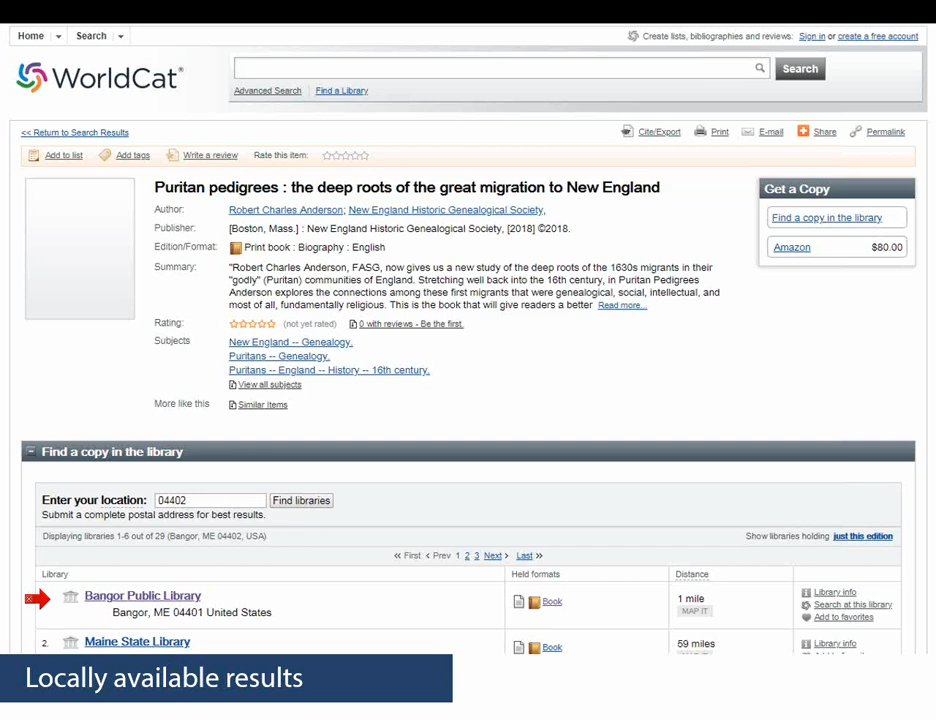 Home Search
Create lists, bibliographies and reviews: Sign in or create a free account
WorldCat®
Search
Advanced Search Find a Library
<< Return to Search Results
Cite/Export Print E-mail Share Permalink
Add to list Add tags Write a review Rate this item:
Puritan pedigrees : the deep roots of the great migration to New England
Get a Copy
Author: Robert Charles Anderson; New England Historic Genealogical Society,
Find a copy in the library
Publisher: [Boston, Mass.] : New England Historic Genealogical Society, [2018] ©2018.
Edition/Format: Print book : Biography : English
Amazon $80.00
Summary: "Robert Charles Anderson, FASG, now gives us a new study of the deep roots of the 1630s migrants in their
"godly" (Puritan) communities of England. Stretching well back into the 16th century, in Puritan Pedigrees
Anderson explores the connections among these first migrants that were genealogical, social, intellectual, and
most of all, fundamentally religious. This is the book that will give readers a better Read more...
Rating: (not yet rated) 0 with reviews - Be the first.
Subjects New England -- Genealogy.
Puritans -- Genealogy.
Puritans -- England -- History -- 16th century.
View all subjects
More like this Similar Items
Find a copy in the library
Enter your location: 04402 Find libraries
Submit a complete postal address for best results.
Displaying libraries 1-6 out of 29 (Bangor, ME 04402, USA) Show libraries holding just this edition
<< First < Prev 1 2 3 Next > Last >>
Library Held formats Distance
Bangor Public Library Book 1 mile Library info
Bangor, ME 04401 United States MAP IT Search at this library
Add to favorites
2. Maine State Library Book 59 miles Library info
Locally available results